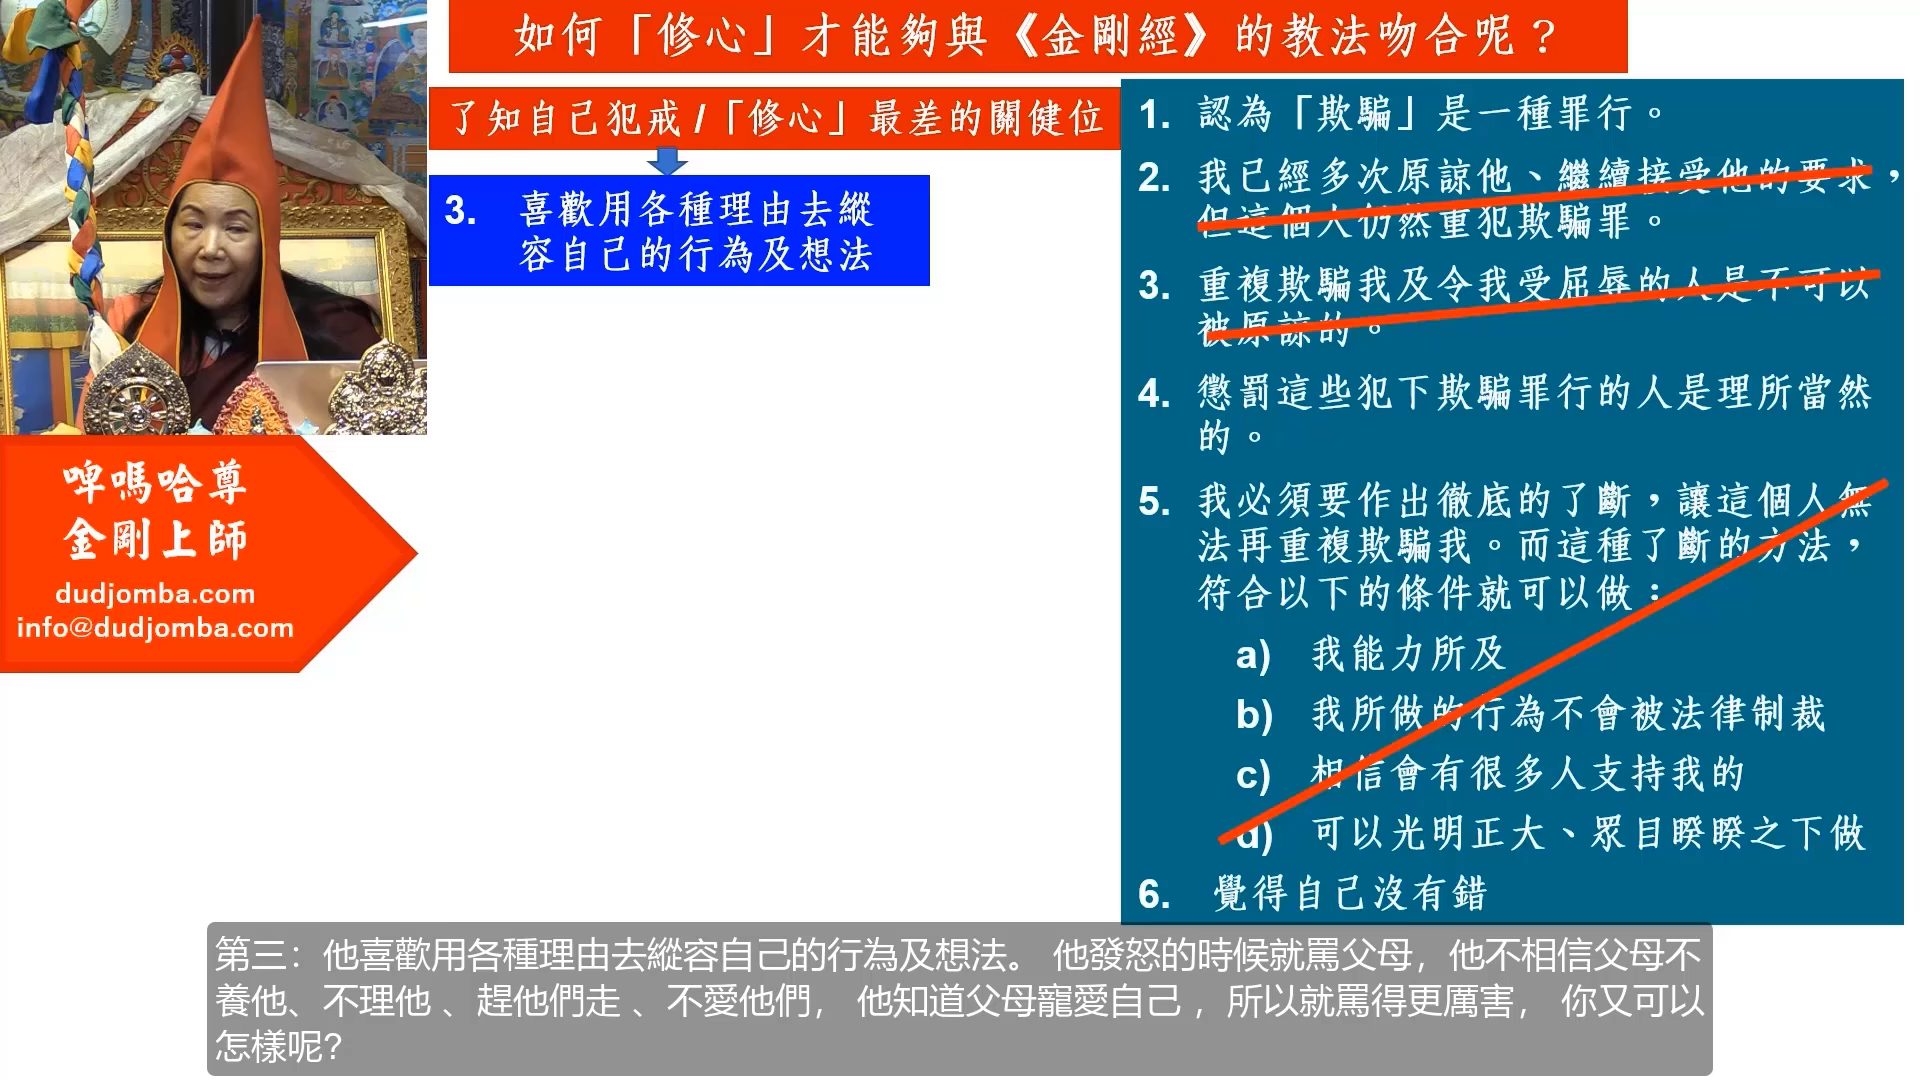 如何「修心」才能夠與《金剛經》的教法吻合呢？
了知自己犯戒 /「修心」最差的關健位
3. 喜歡用各種理由去縱
容自己的行為及想法
1. 認為「欺騙」是一種罪行。
2. 我已經多次原諒他、繼續接受他的要求，
但這個人仍然重犯欺騙罪。
3. 重複欺騙我及令我受屈辱的人是不可以
被原諒的。
4. 懲罰這些犯下欺騙罪行的人是理所當然
的。
5. 我必須要作出徹底的了斷，讓這個人無
法再重複欺騙我。而這種了斷的方法，
符合以下的條件就可以做：
a) 我能力所及
b) 我所做的行為不會被法律制裁
c) 相信會有很多人支持我的
d) 可以光明正大、眾目睽睽之下做
6. 覺得自己沒有錯
啤嗎哈尊
金剛上師
dudjomba.com
info@dudjomba.com
第三：他喜歡用各種理由去縱容自己的行為及想法。 他發怒的時候就罵父母，他不相信父母不
養他、不理他 、趕他們走 、不愛他們， 他知道父母寵愛自己 ，所以就罵得更厲害， 你又可以
怎樣呢?